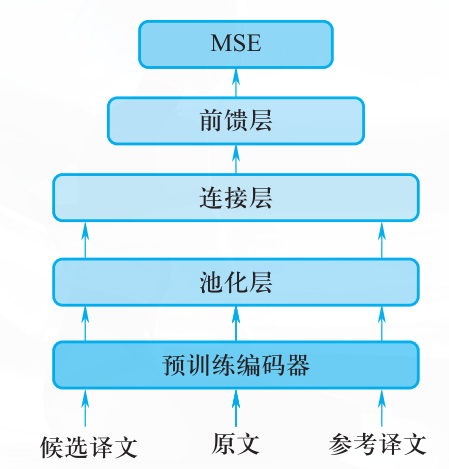 MSE
前馈层
连接层
池化层
预训练编码器
候选译文 原文 参考译文